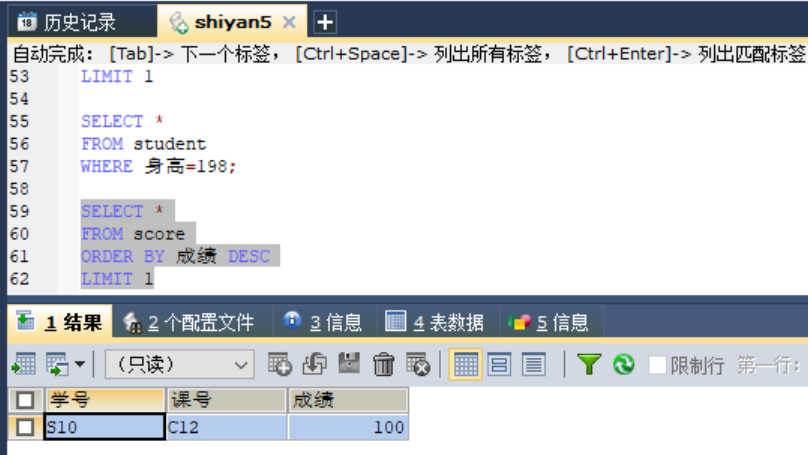 18 历史记录 shiyan5
自动完成： [Tab]-> 下一个标签， [Ctrl+Space]-> 列出所有标签， [Ctrl+Enter]-> 列出匹配标签
53 LIMIT 1
54
55 SELECT *
56 FROM student
57 WHERE 身高=198;
58
59 SELECT *
60 FROM score
61 ORDER BY 成绩 DESC
62 LIMIT 1
1 结果 2 个配置文件 3 信息 4 表数据 5 信息
（只读） 限制行 第一行:
学号 课号 成绩
S10 C12 100